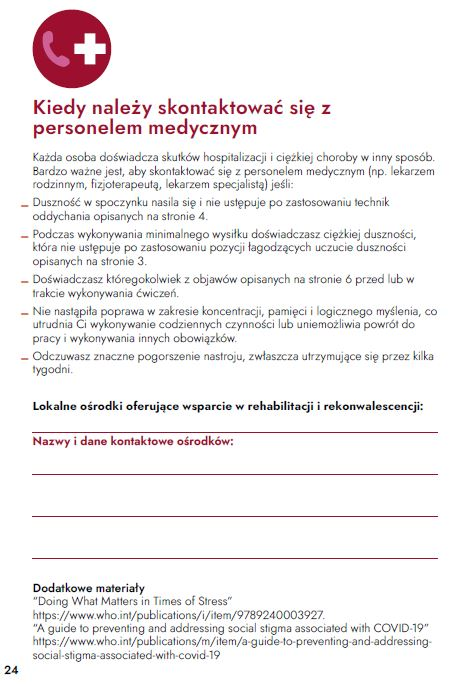 Kiedy należy skontaktować się z
personelem medycznym
Każda osoba doświadcza skutków hospitalizacji i ciężkiej choroby w inny sposób.
Bardzo ważne jest, aby skontaktować się z personelem medycznym (np. lekarzem
rodzinnym, fizjoterapeutą, lekarzem specjalistą) jeśli:
— Duszność w spoczynku nasila się i nie ustępuje po zastosowaniu technik
oddychania opisanych na stronie 4.
— Podczas wykonywania minimalnego wysiłku doświadczasz ciężkiej duszności,
która nie ustępuje po zastosowaniu pozycji łagodzących uczucie duszności
opisanych na stronie 3.
— Doświadczasz któregokolwiek z objawów opisanych na stronie 6 przed lub w
trakcie wykonywania ćwiczeń.
— Nie nastąpiła poprawa w zakresie koncentracji, pamięci i logicznego myślenia, co
utrudnia Ci wykonywanie codziennych czynności lub uniemożliwia powrót do
pracy i wykonywania innych obowiązków.
— Odczuwasz znaczne pogorszenie nastroju, zwłaszcza utrzymujące się przez kilka
tygodni.
Lokalne ośrodki oferujące wsparcie w rehabilitacji i rekonwalescencji:
Nazwy i dane kontaktowe ośrodków:
Dodatkowe materiały
“Doing What Matters in Times of Stress”
https://www.who.int/publications/i/item/9789240003927.
“A guide to preventing and addressing social stigma associated with COVID-19”
https://www.who.int/publications/m/item/a-guide-to-preventing-and-addressing-
social-stigma-associated-with-covid-19
24